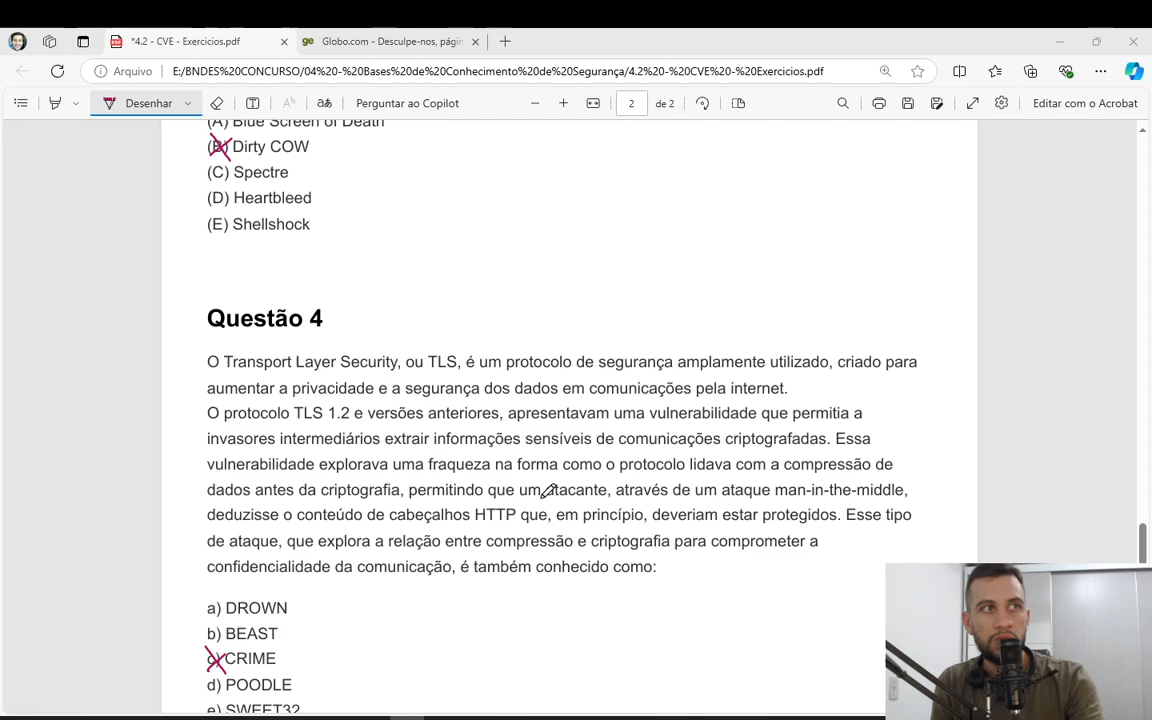 *4.2 - CVE - Exercicios.pdf
Globo.com - Desculpe-nos, págin
Arquivo
E:/BNDES%20CONCURSO/04%20-%20Bases%20de%20Conhecimento%20de%20Segurança/4.2%20-%20CVE%20-%20Exercicios.pdf
Desenhar
Perguntar ao Copilot
2
de 2
Editar com o Acrobat
(A) Blue Screen of Death
(B) Dirty COW
(C) Spectre
(D) Heartbleed
(E) Shellshock
Questão 4
O Transport Layer Security, ou TLS, é um protocolo de segurança amplamente utilizado, criado para
aumentar a privacidade e a segurança dos dados em comunicações pela internet.
O protocolo TLS 1.2 e versões anteriores, apresentavam uma vulnerabilidade que permitia a
invasores intermediários extrair informações sensíveis de comunicações criptografadas. Essa
vulnerabilidade explorava uma fraqueza na forma como o protocolo lidava com a compressão de
dados antes da criptografia, permitindo que um atacante, através de um ataque man-in-the-middle,
deduzisse o conteúdo de cabeçalhos HTTP que, em princípio, deveriam estar protegidos. Esse tipo
de ataque, que explora a relação entre compressão e criptografia para comprometer a
confidencialidade da comunicação, é também conhecido como:
a) DROWN
b) BEAST
c) CRIME
d) POODLE
e) SWEET32